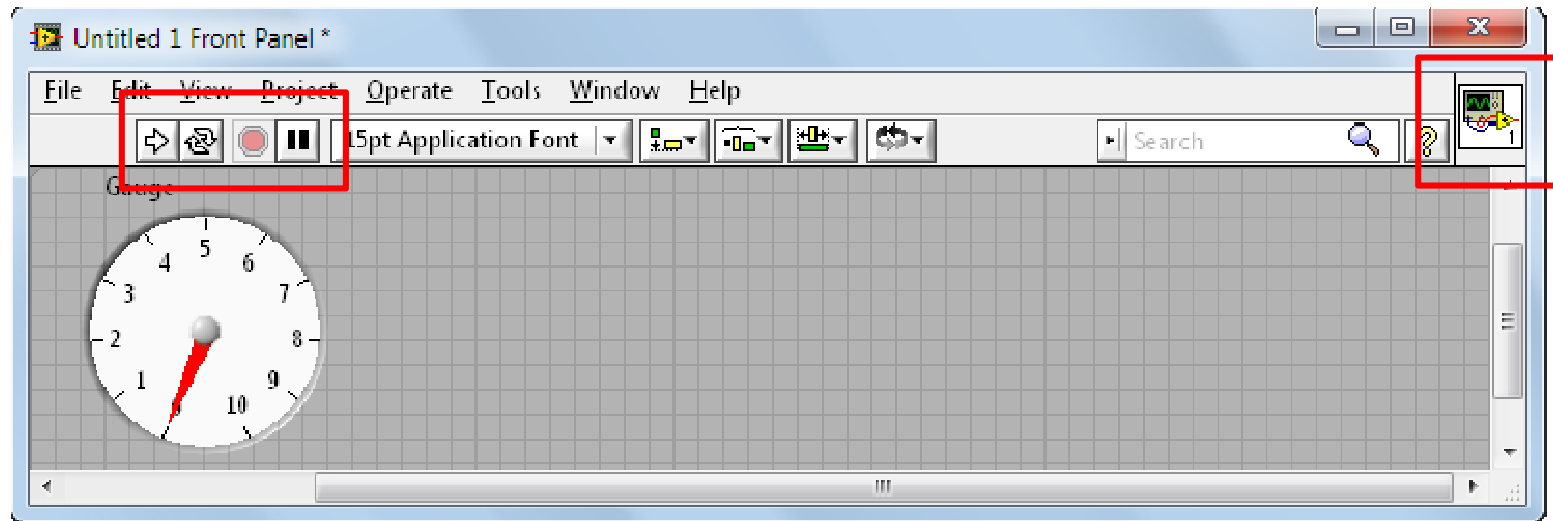 Untitled 1 Front Panel *
File Edit View Project Operate Tools Window Help
15pt Application Font Search ?
1
Gauge
5
4 6
3 7
2 8
1 9
0 10